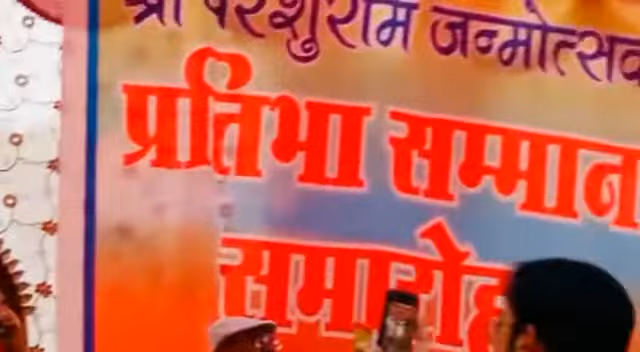 श्री परशुराम जन्मोत्सव
प्रतिभा सम्मान
समारोह